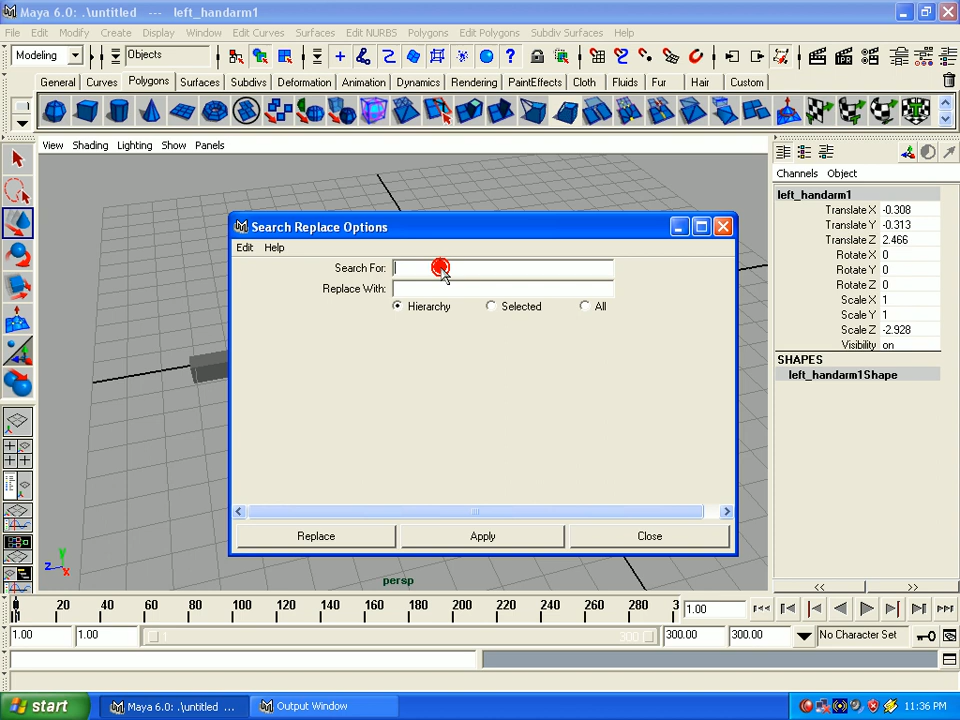 Maya 6.0: .\untitled --- left_handarm1
File Edit Modify Create Display Window Edit Curves Surfaces Edit NURBS Polygons Edit Polygons Subdiv Surfaces Help
Modeling Objects
General Curves Polygons Surfaces Subdivs Deformation Animation Dynamics Rendering PaintEffects Cloth Fluids Fur Hair Custom
View Shading Lighting Show Panels
Channels Object
left_handarm1
Translate X -0.308
Translate Y -0.313
Translate Z 2.466
Rotate X 0
Rotate Y 0
Rotate Z 0
Scale X 1
Scale Y 1
Scale Z -2.928
Visibility on
SHAPES
left_handarm1Shape
Search Replace Options
Edit Help
Search For:
Replace With:
Hierarchy Selected All
Replace Apply Close
y
z x
persp
20 40 60 80 100 120 140 160 180 200 220 240 260 280 3 1.00
1.00 1.00 1 300 300.00 300.00 No Character Set
start Maya 6.0: .\untitled ... Output Window 11:36 PM